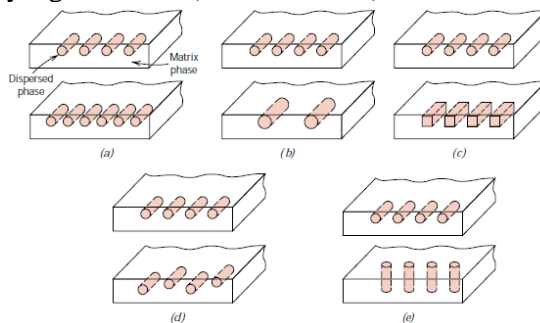 Dispersed
phase
Matrix
phase
(a)
(b)
(c)
(d)
(e)